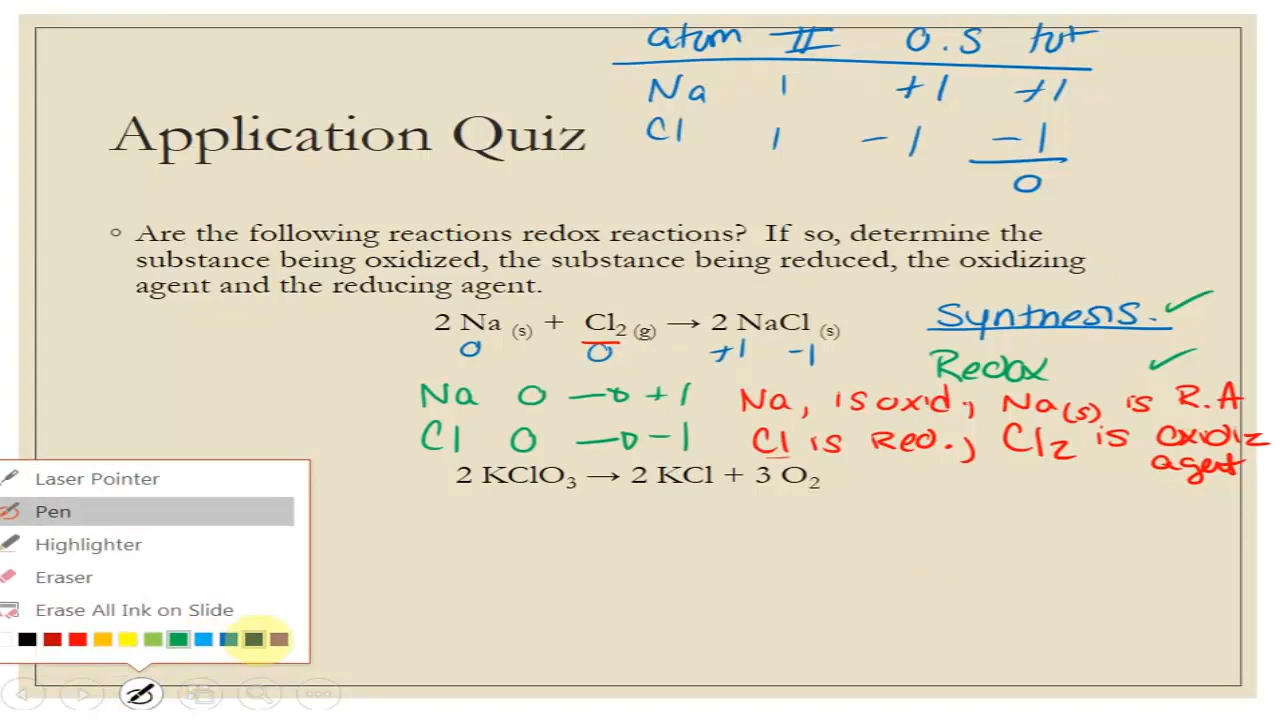 atom # O.S tot
Na 1 +1 +1
Cl 1 -1 -1
0
Application Quiz
Are the following reactions redox reactions? If so, determine the
substance being oxidized, the substance being reduced, the oxidizing
agent and the reducing agent.
2 Na (s) + Cl₂ (g) → 2 NaCl (s)
0 0 +1 -1
Synthesis. ✓
Redox ✓
Na 0 → +1 Na, is oxid, Na(s) is R.A
Cl 0 → -1 Cl is Red., Cl₂ is oxidiz
agent
2 KClO₃ → 2 KCl + 3 O₂
Laser Pointer
Pen
Highlighter
Eraser
Erase All Ink on Slide